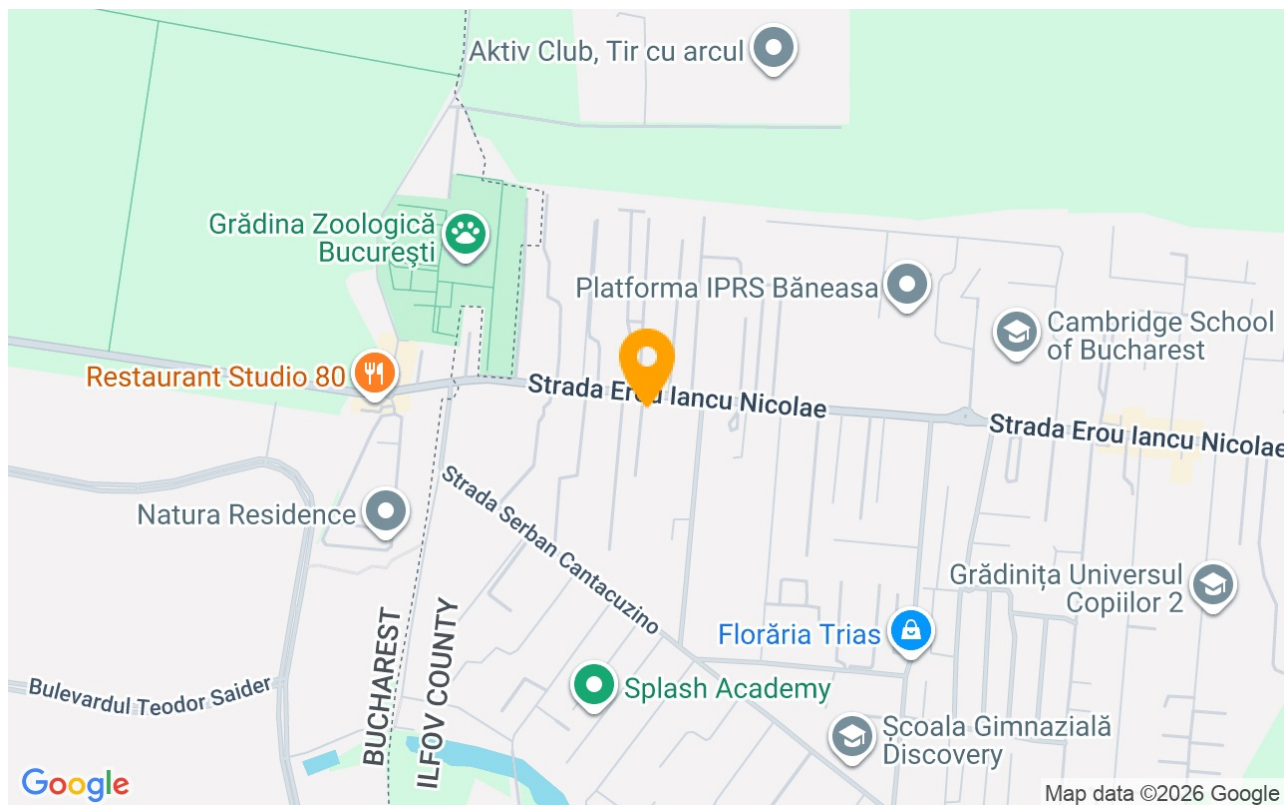 Aktiv Club, Tir cu arcul
Grădina Zoologică
București
Platforma IPRS Băneasa
Cambridge School
of Bucharest
Restaurant Studio 80
Strada Erou Iancu Nicolae
Strada Erou Iancu Nicolae
Natura Residence
Strada Serban Cantacuzino
Grădinița Universul
Copiilor 2
BUCHAREST
ILFOV COUNTY
Florăria Trias
Bulevardul Teodor Saider
Splash Academy
Școala Gimnazială
Discovery
Google
Map data ©2026 Google